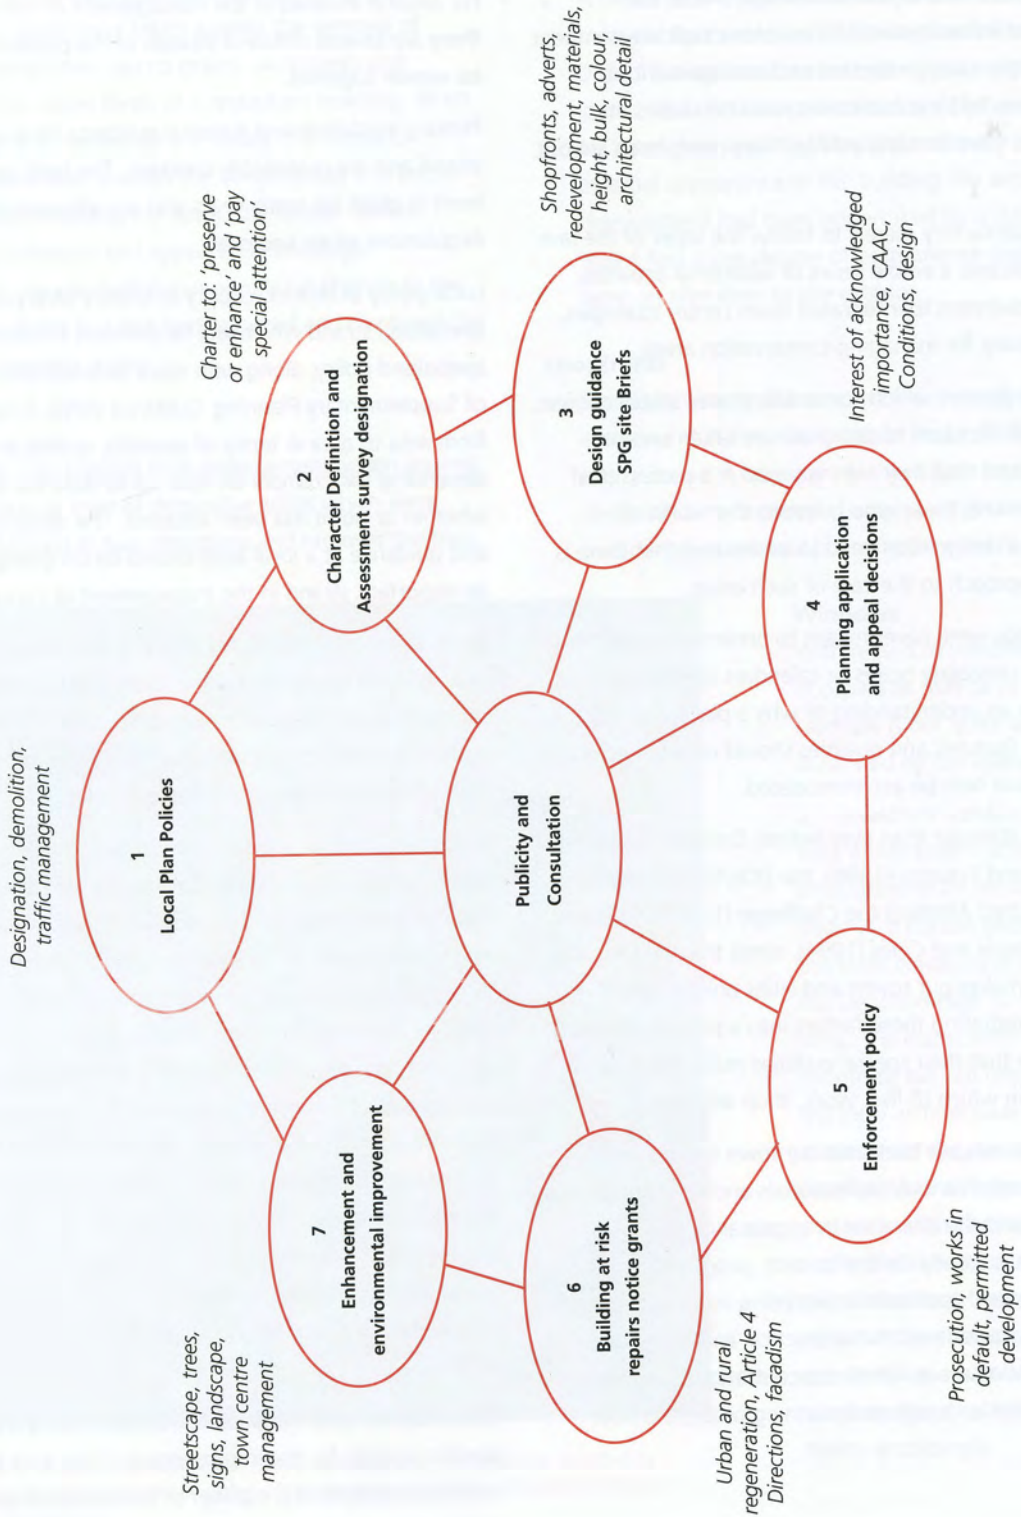 Designation, demolition,
traffic management
1
Local Plan Policies
Charter to ‘preserve
or enhance’ and ‘pay
special attention’
2
Character Definition and
Assessment survey designation
Shopfronts, adverts,
redevelopment, materials,
height, bulk, colour,
architectural detail
3
Design guidance
SPG site Briefs
Interest of acknowledged
importance, CAAC,
Conditions, design
4
Planning application
and appeal decisions
5
Enforcement policy
Prosecution, works in
default, permitted
development
6
Building at risk
repairs notice grants
Urban and rural
regeneration, Article 4
Directions, facadism
7
Enhancement and
environmental improvement
Streetscape, trees,
signs, landscape,
town centre
management
Publicity and
Consultation